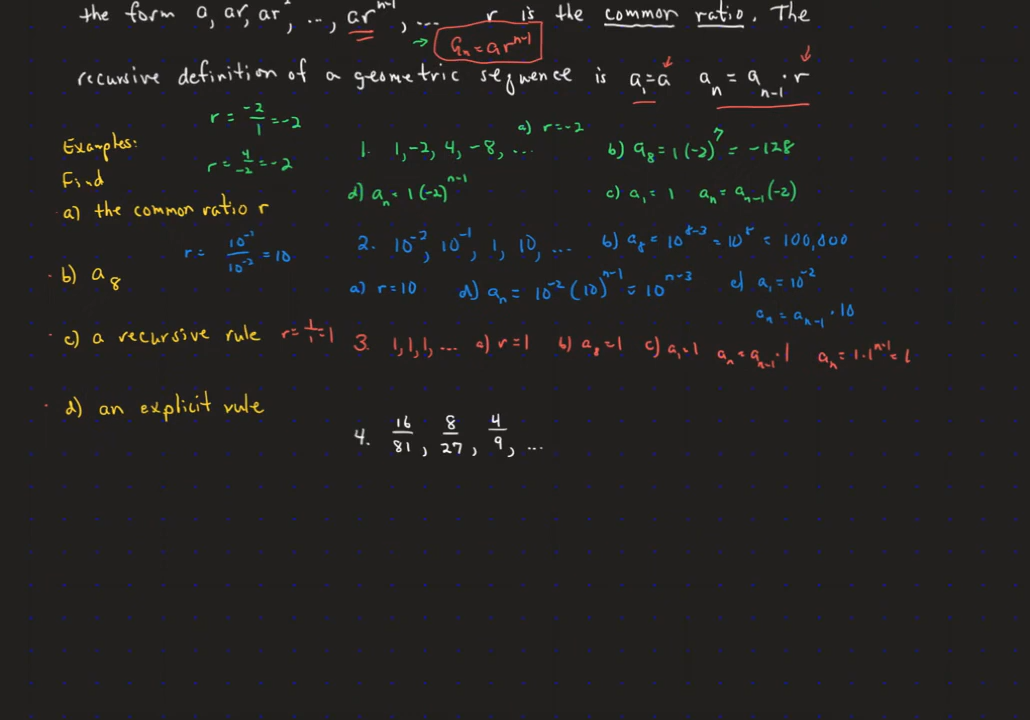 the form a, ar, ar², ..., arⁿ⁻¹, ... r is the common ratio. The
→ aₙ = arⁿ⁻¹
recursive definition of a geometric sequence is a₁ = a aₙ = aₙ₋₁ · r
r = -2/1 = -2
Examples:
r = 4/-2 = -2
1. 1, -2, 4, -8, ... a) r = -2 b) a₈ = 1(-2)⁷ = -128
Find
d) aₙ = 1(-2)ⁿ⁻¹ c) a₁ = 1 aₙ = aₙ₋₁(-2)
a) the common ratio r
r = 10⁻¹/10⁻² = 10
2. 10⁻², 10⁻¹, 1, 10, ... b) a₈ = 10⁸⁻³ = 10⁵ = 100,000
b) a₈
a) r = 10 d) aₙ = 10⁻²(10)ⁿ⁻¹ = 10ⁿ⁻³ c) a₁ = 10⁻²
aₙ = aₙ₋₁ · 10
c) a recursive rule r = 1/1 = 1
3. 1, 1, 1, ... a) r = 1 b) a₈ = 1 c) a₁ = 1 aₙ = aₙ₋₁ · 1 aₙ = 1 · 1ⁿ⁻¹ = 1
d) an explicit rule
4. 16/81, 8/27, 4/9, ...